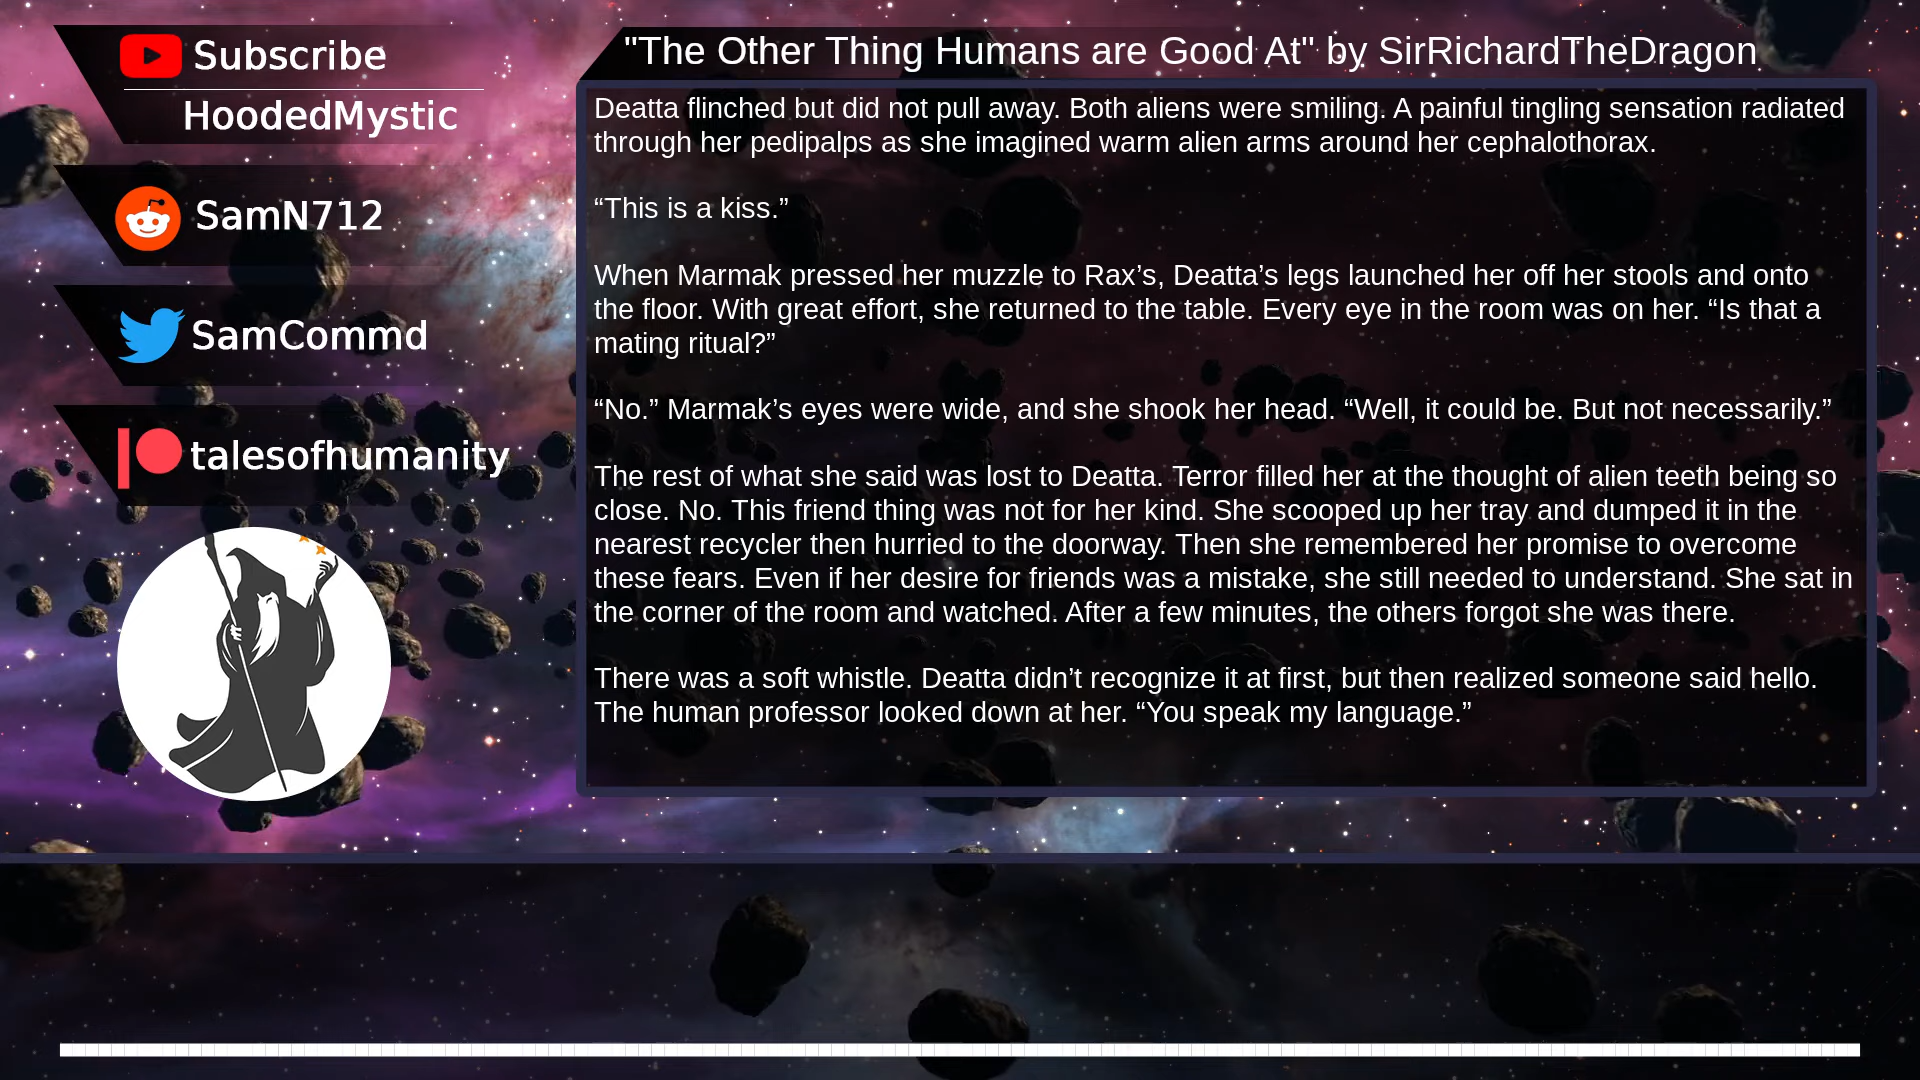 Subscribe
HoodedMystic
SamN712
SamCommd
talesofhumanity
"The Other Thing Humans are Good At" by SirRichardTheDragon
Deatta flinched but did not pull away. Both aliens were smiling. A painful tingling sensation radiated
through her pedipalps as she imagined warm alien arms around her cephalothorax.
“This is a kiss.”
When Marmak pressed her muzzle to Rax’s, Deatta’s legs launched her off her stools and onto
the floor. With great effort, she returned to the table. Every eye in the room was on her. “Is that a
mating ritual?”
“No.” Marmak’s eyes were wide, and she shook her head. “Well, it could be. But not necessarily.”
The rest of what she said was lost to Deatta. Terror filled her at the thought of alien teeth being so
close. No. This friend thing was not for her kind. She scooped up her tray and dumped it in the
nearest recycler then hurried to the doorway. Then she remembered her promise to overcome
these fears. Even if her desire for friends was a mistake, she still needed to understand. She sat in
the corner of the room and watched. After a few minutes, the others forgot she was there.
There was a soft whistle. Deatta didn’t recognize it at first, but then realized someone said hello.
The human professor looked down at her. “You speak my language.”